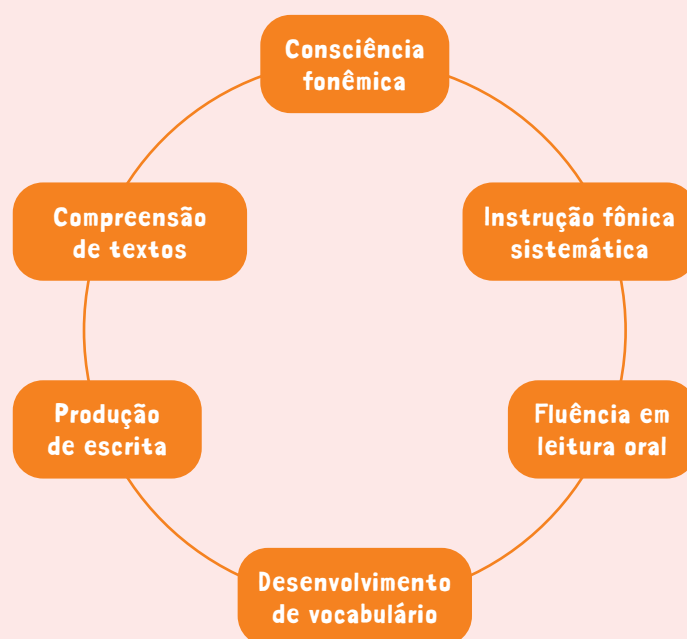 Consciência
fonêmica
Instrução fônica
sistemática
Fluência em
leitura oral
Desenvolvimento
de vocabulário
Produção
de escrita
Compreensão
de textos